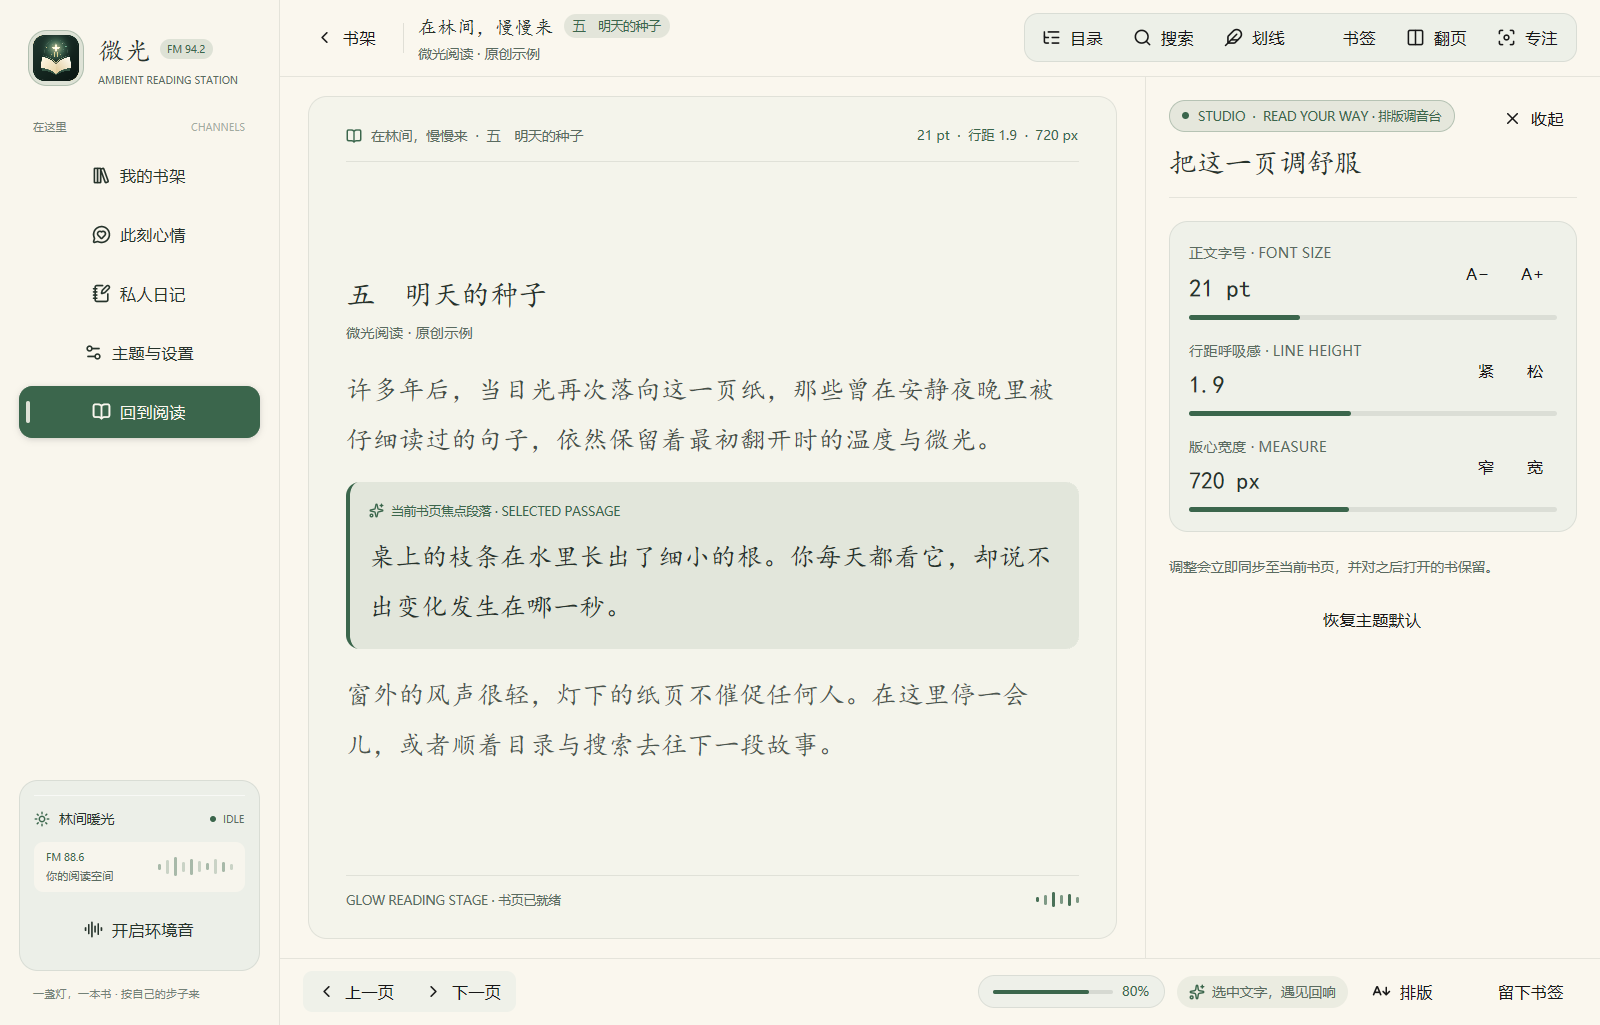 微光 FM 94.2
AMBIENT READING STATION
在这里 CHANNELS
我的书架
此刻心情
私人日记
主题与设置
回到阅读
林间暖光 IDLE
FM 88.6
你的阅读空间
开启环境音
一盏灯，一本书 · 按自己的步子来
书架
在林间，慢慢来 五　明天的种子
微光阅读 · 原创示例
目录 搜索 划线 书签 翻页 专注
在林间，慢慢来 · 五　明天的种子
21 pt · 行距 1.9 · 720 px
五　明天的种子
微光阅读 · 原创示例
许多年后，当目光再次落向这一页纸，那些曾在安静夜晚里被
仔细读过的句子，依然保留着最初翻开时的温度与微光。
当前书页焦点段落 · SELECTED PASSAGE
桌上的枝条在水里长出了细小的根。你每天都看它，却说不
出变化发生在哪一秒。
窗外的风声很轻，灯下的纸页不催促任何人。在这里停一会
儿，或者顺着目录与搜索去往下一段故事。
GLOW READING STAGE · 书页已就绪
STUDIO · READ YOUR WAY · 排版调音台
收起
把这一页调舒服
正文字号 · FONT SIZE
21 pt
A− A+
行距呼吸感 · LINE HEIGHT
1.9
紧 松
版心宽度 · MEASURE
720 px
窄 宽
调整会立即同步至当前书页，并对之后打开的书保留。
恢复主题默认
上一页 下一页
80%
选中文字，遇见回响
A 排版
留下书签